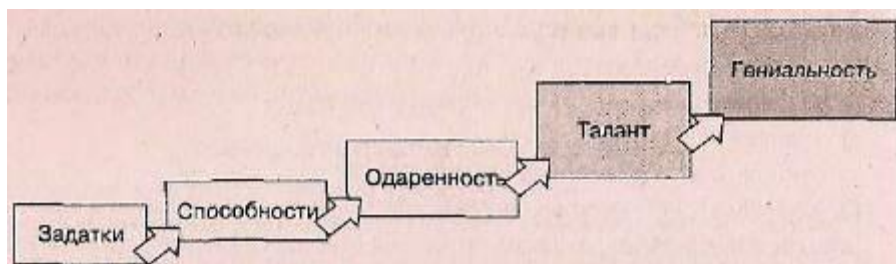 Гениальность
Талант
Одаренность
Способности
Задатки